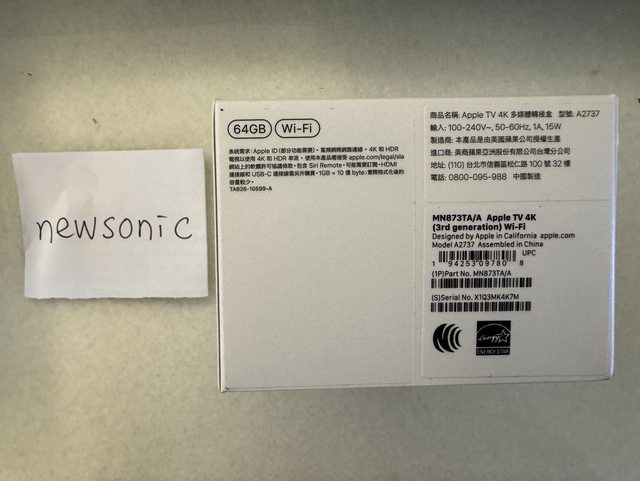 newsonic
64GB Wi-Fi
系統需求：Apple ID (部分功能需要)，寬頻網際網路連線。4K 和 HDR
電視以使用 4K 和 HDR 串流。使用本產品需接受 apple.com/legal/sla
網站上的軟體許可協議條款。包含 Siri Remote。可能需要訂購。HDMI
連接線和 USB-C 連接線需另外購買。1GB = 10 億 byte；實際格式化後的
容量較少。
TA826-10599-A
商品名稱: Apple TV 4K 多媒體轉接盒 型號: A2737
輸入: 100-240V~, 50-60Hz, 1A, 15W
製造商: 本產品是由美國蘋果公司授權生產
進口商: 美商蘋果亞洲股份有限公司台灣分公司
地址: (110) 台北市信義區松仁路 100 號 32 樓
電話: 0800-095-988 中國製造
MN873TA/A Apple TV 4K
(3rd generation) Wi-Fi
Designed by Apple in California apple.com
Model A2737 Assembled in China
UPC
1 94253 09780 8
(1P)Part No. MN873TA/A
(S)Serial No. X1Q3MK4K7M
energy
ENERGY STAR